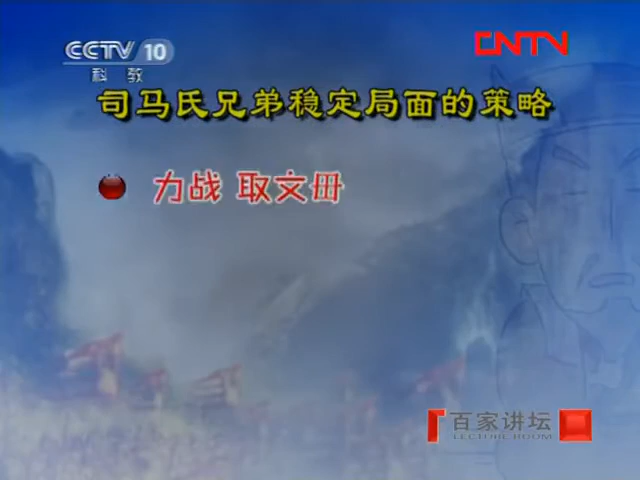 CCTV 10
CNTV
科 教
司马氏兄弟稳定局面的策略
力战 取文毌
百家讲坛
LECTURE ROOM